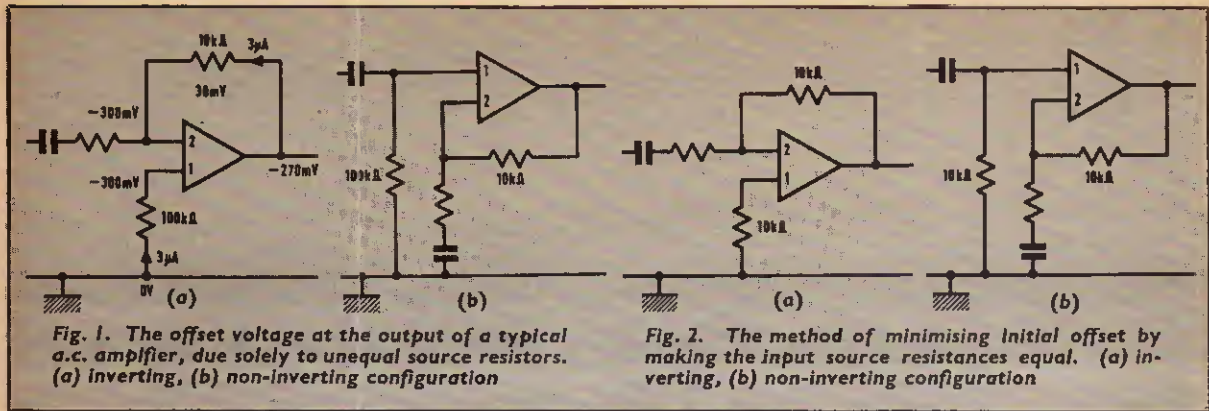 10kΩ
3µA
30mV
-300mV
2
-300mV
1
-270mV
100kΩ
3µA
0V
(a)
1
2
100kΩ
10kΩ
(b)
Fig. 1. The offset voltage at the output of a typical
a.c. amplifier, due solely to unequal source resistors.
(a) inverting, (b) non-inverting configuration
10kΩ
2
1
10kΩ
(a)
1
2
10kΩ
10kΩ
(b)
Fig. 2. The method of minimising initial offset by
making the input source resistances equal. (a) in-
verting, (b) non-inverting configuration